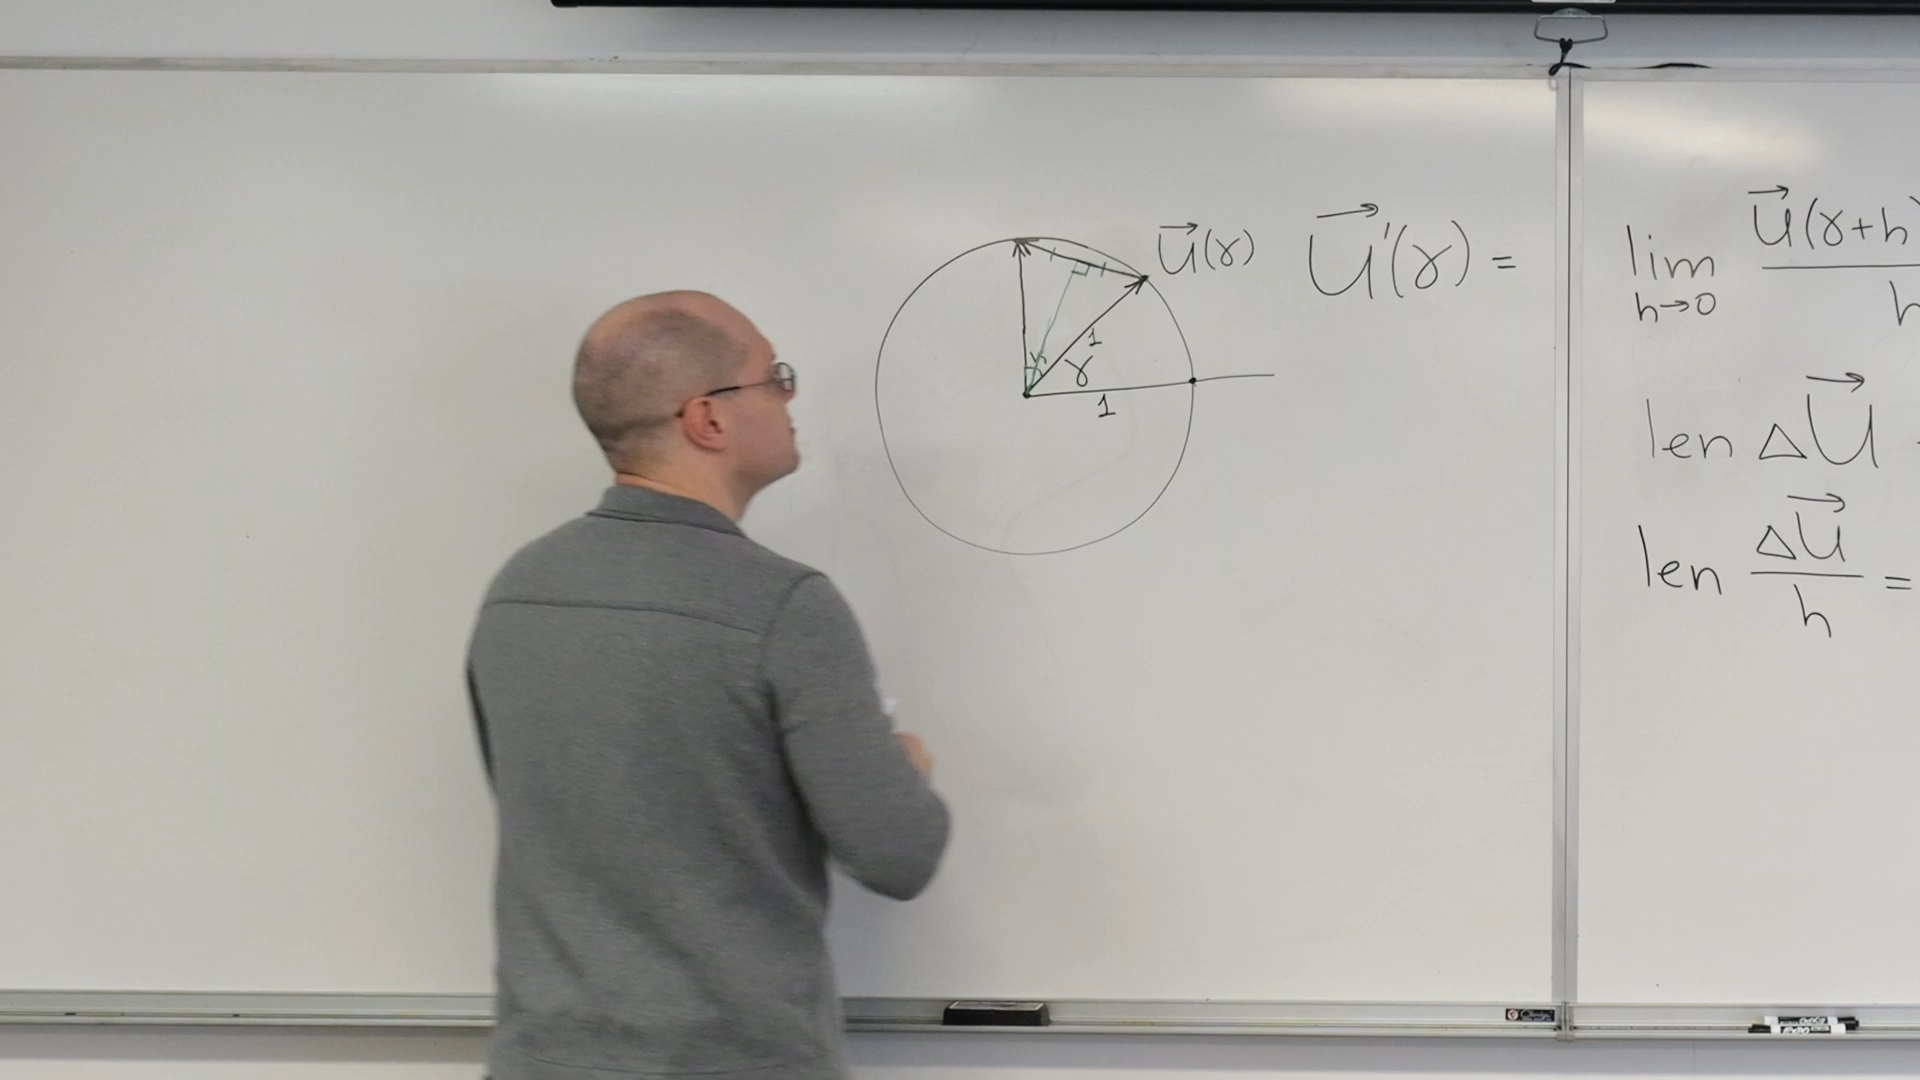 U(γ)
U'(γ) =
lim h→0 U(γ+h) / h
len ΔU
len ΔU / h =
h
1
γ
1